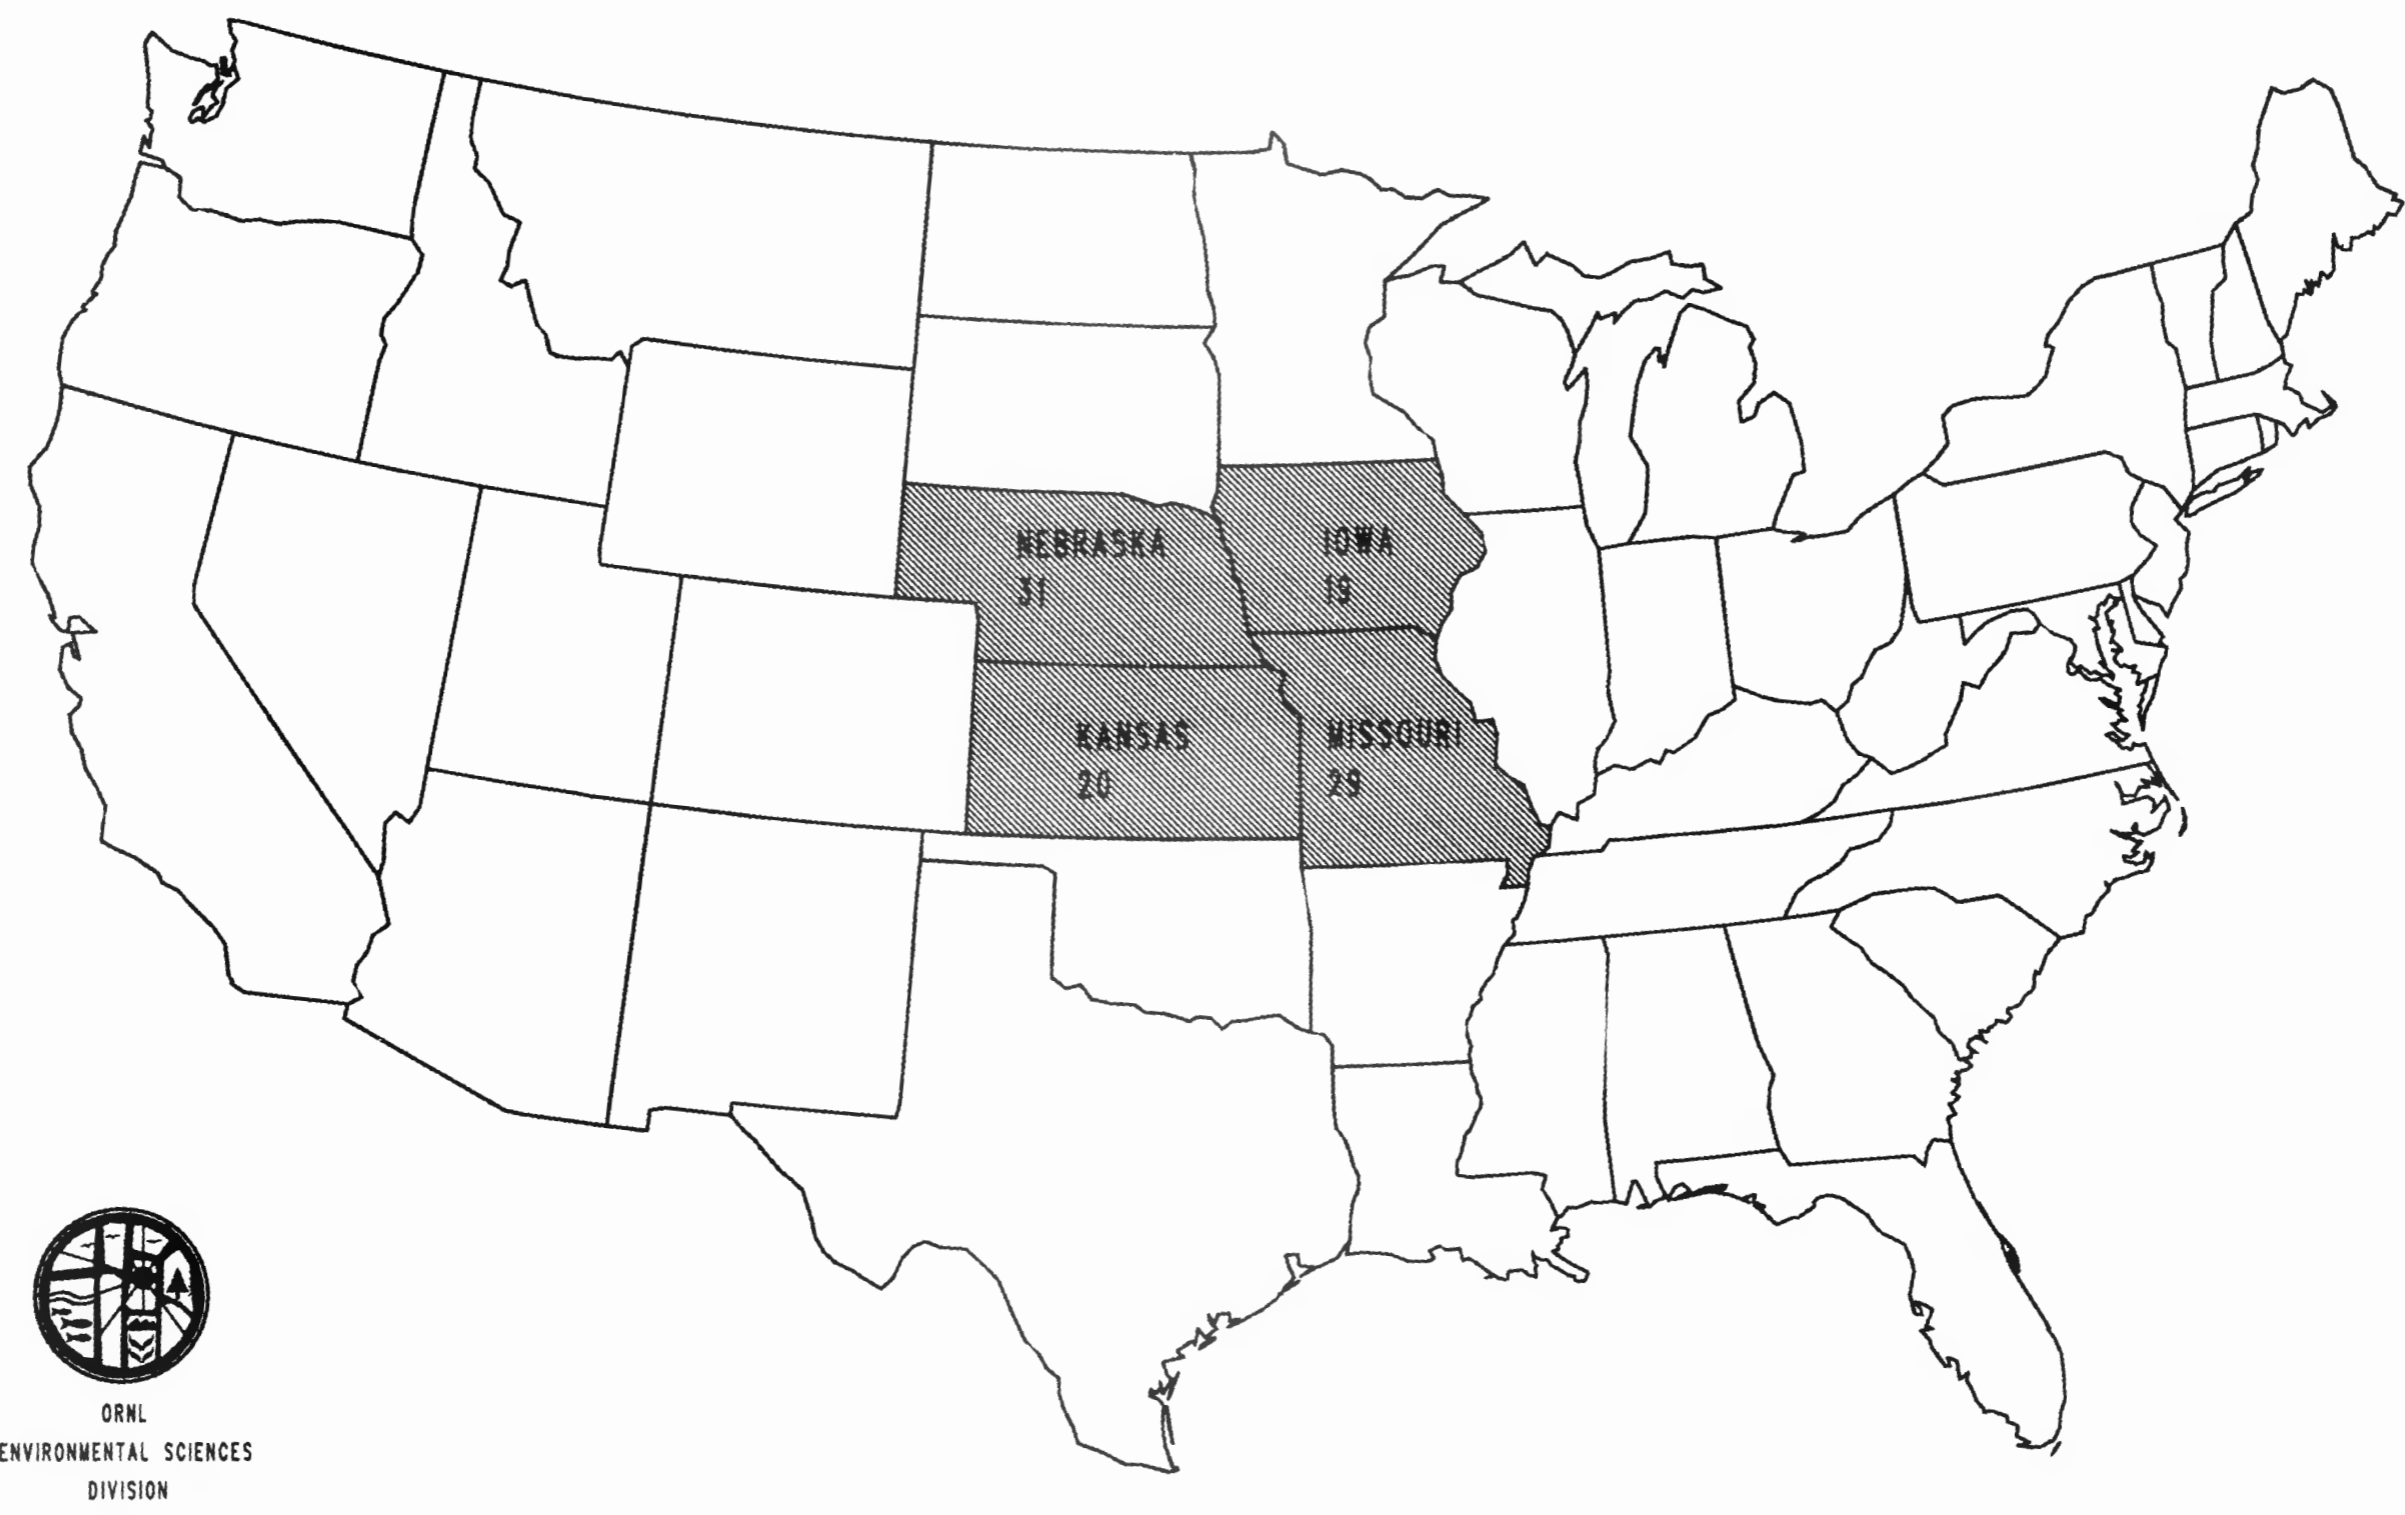 NEBRASKA
31
IOWA
19
KANSAS
20
MISSOURI
29
ORNL
ENVIRONMENTAL SCIENCES
DIVISION